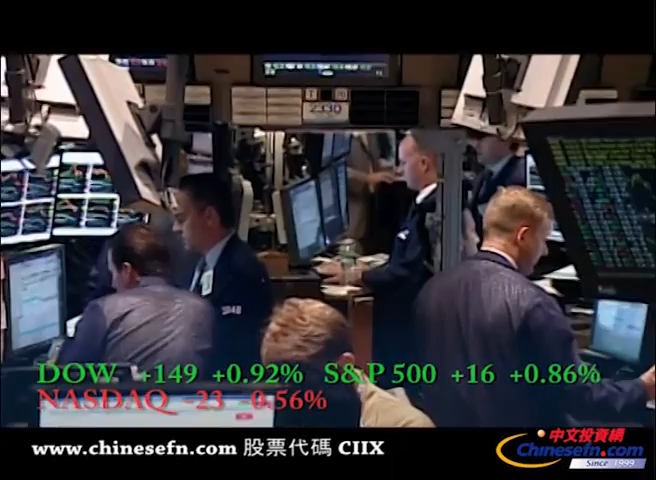 DOW +149 +0.92% S&P 500 +16 +0.86%
NASDAQ -23 -0.56%
www.chinesefn.com 股票代碼 CIIX
中文投資網
Chinesefn.com
Since 1999